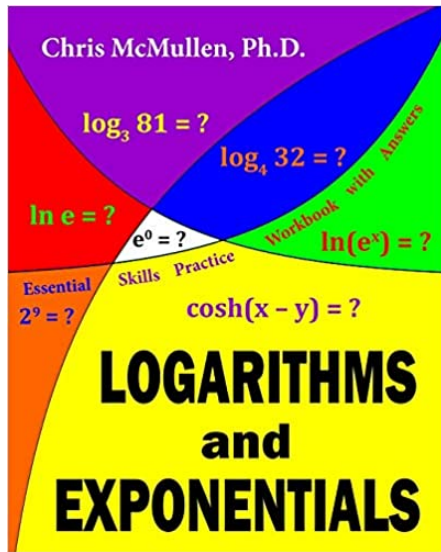 Chris McMullen, Ph.D.
log₃ 81 = ?
log₄ 32 = ?
ln e = ?
e⁰ = ?
ln(eˣ) = ?
Essential Skills Practice Workbook with Answers
2⁹ = ?
cosh(x – y) = ?
LOGARITHMS
and
EXPONENTIALS